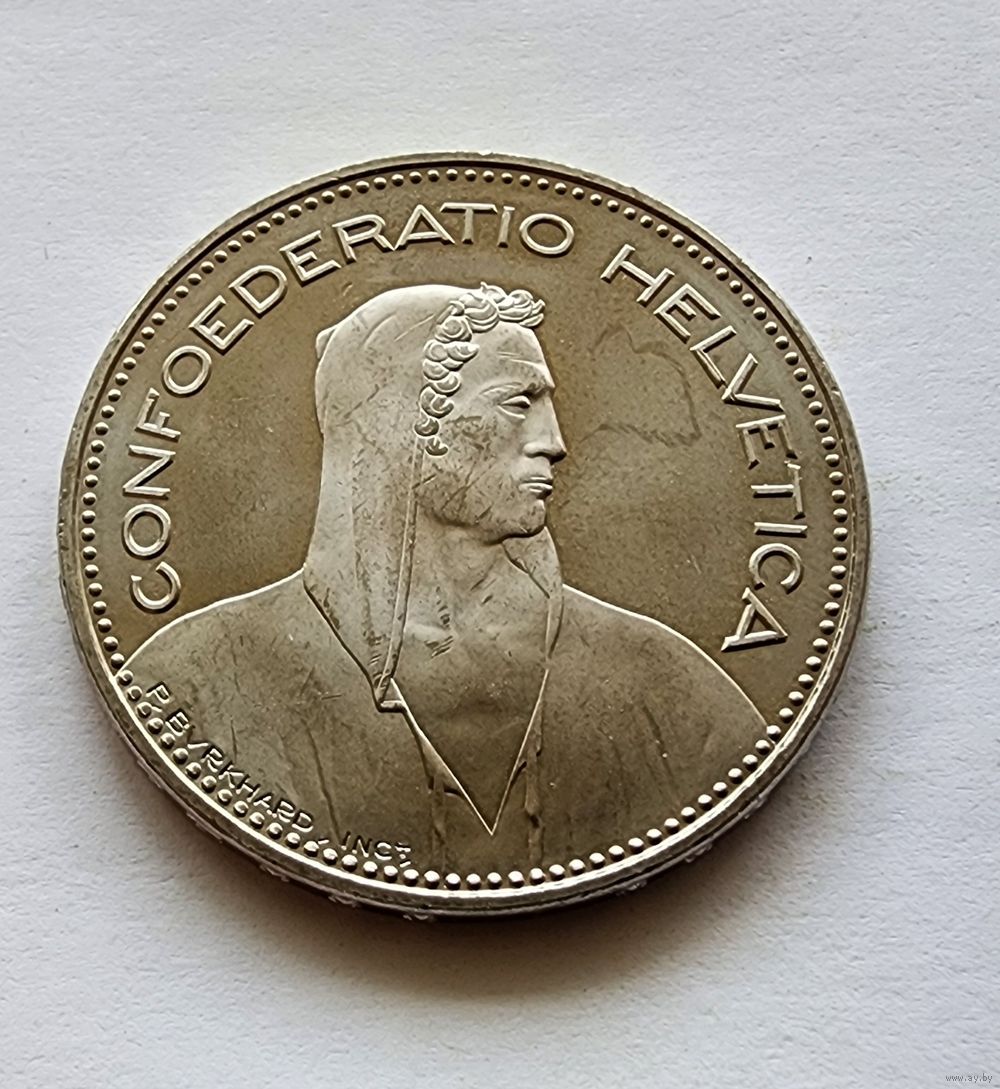 CONFOEDERATIO HELVETICA
P. BVRKHARD, INCT
www.ay.by